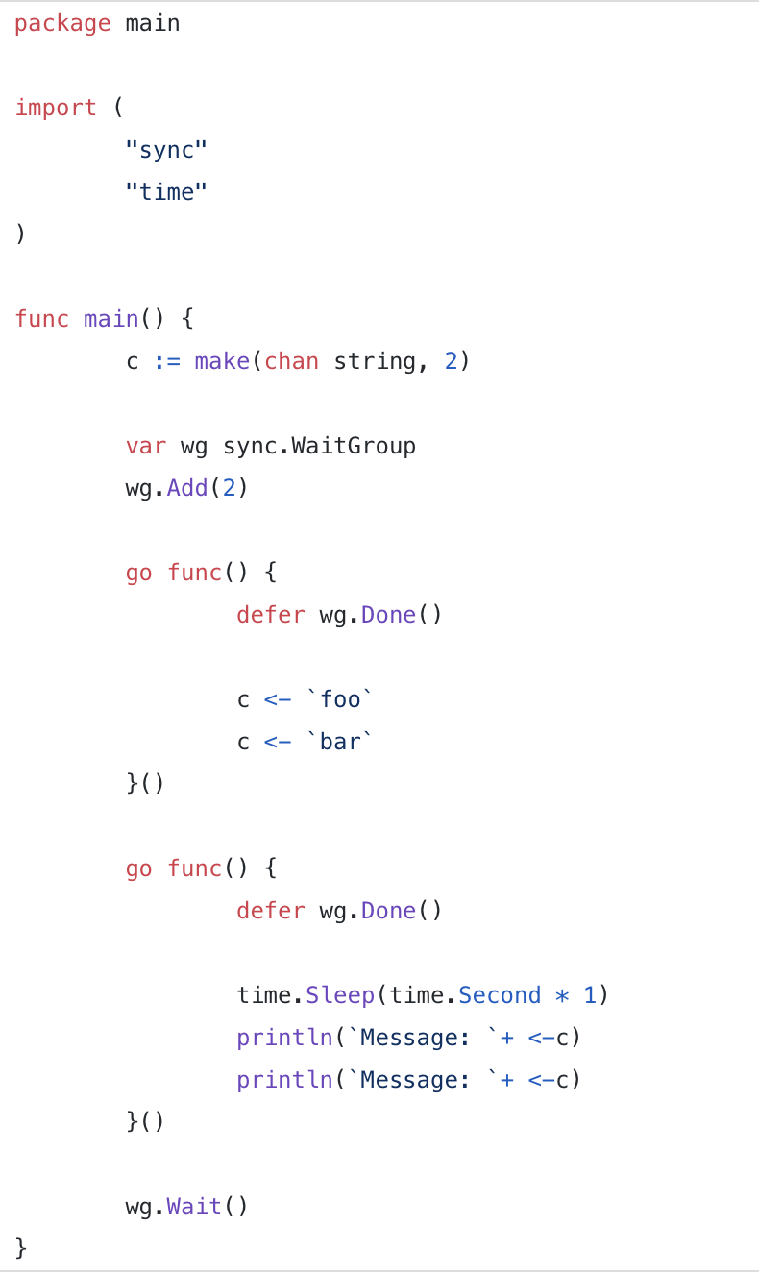 package main
import (
"sync"
"time"
)
func main() {
c := make(chan string, 2)
var wg sync.WaitGroup
wg.Add(2)
go func() {
defer wg.Done()
c <- `foo`
c <- `bar`
}()
go func() {
defer wg.Done()
time.Sleep(time.Second * 1)
println(`Message: `+ <-c)
println(`Message: `+ <-c)
}()
wg.Wait()
}